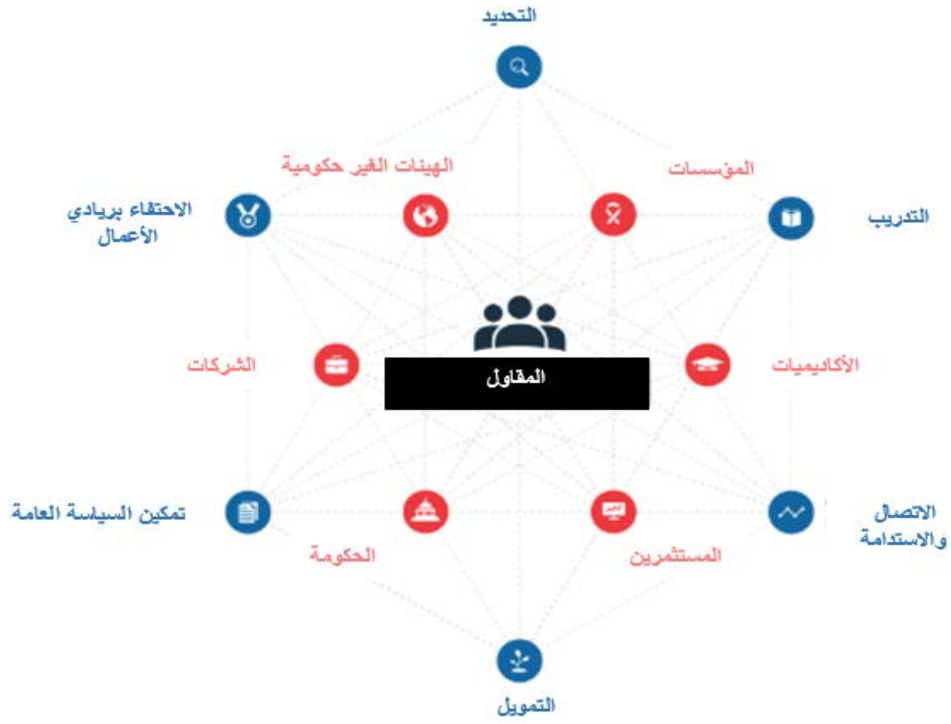 التحديد
المؤسسات
الهيئات الغير حكومية
التدريب
الاحتفاء بريادي
الأعمال
الأكاديميات
المقاول
الشركات
الاتصال
والاستدامة
المستثمرين
الحكومة
تمكين السياسة العامة
التمويل